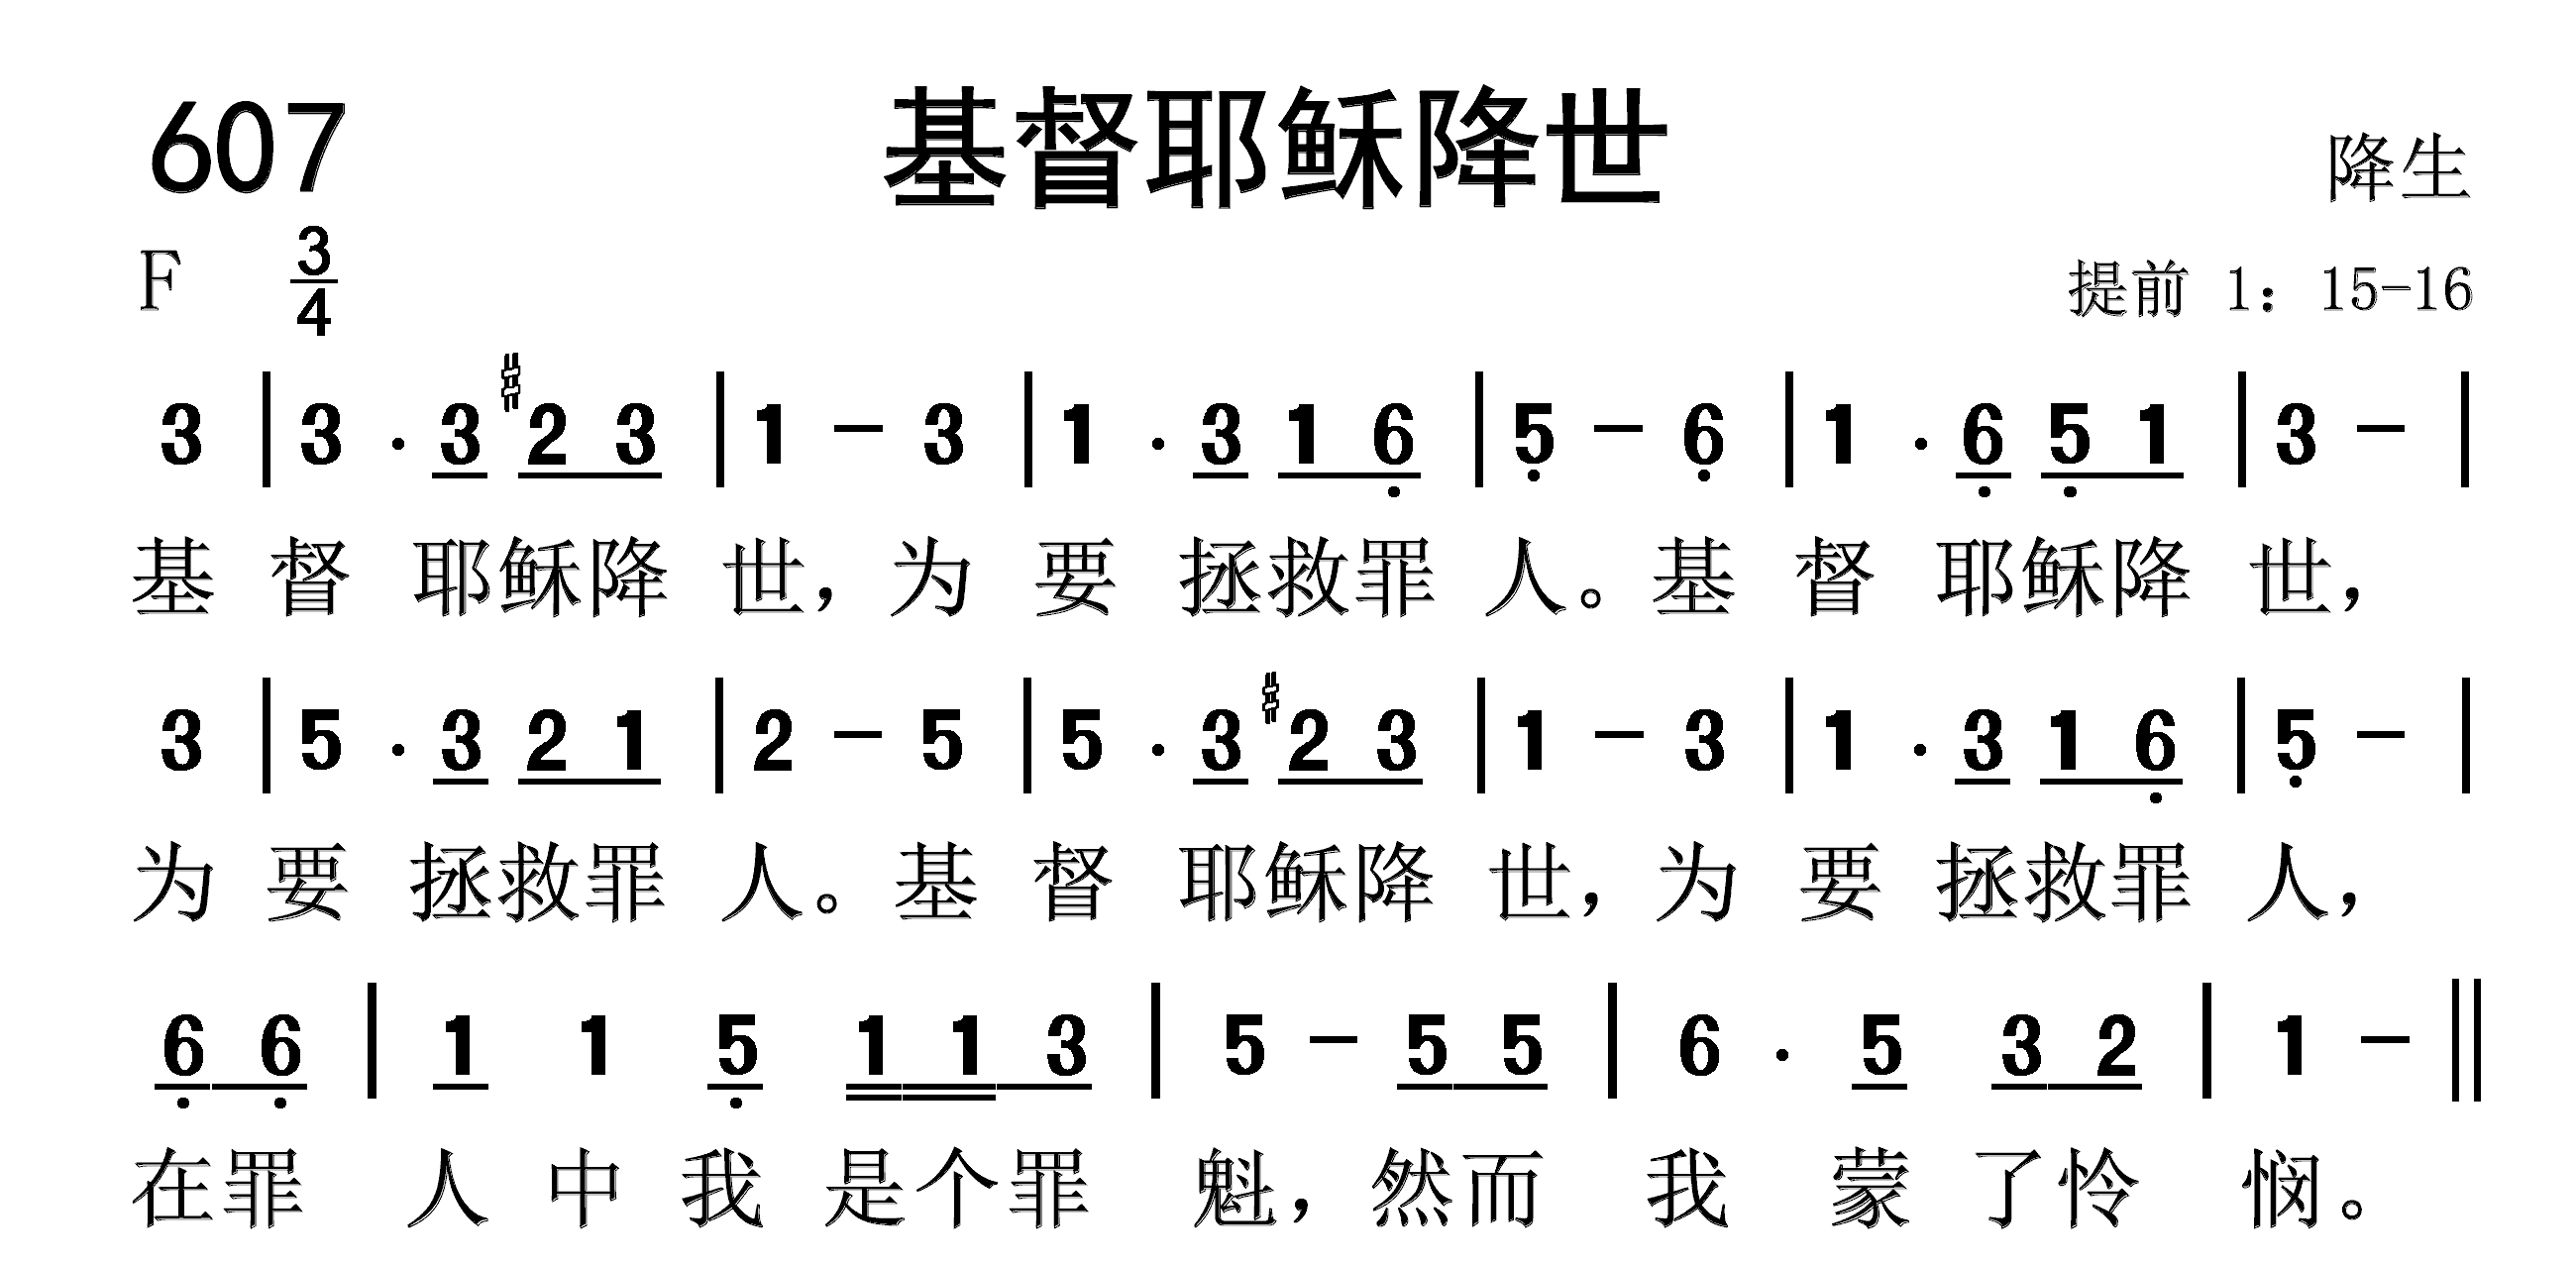 607 基督耶稣降世 降生
F 3/4 提前 1：15-16
3 | 3 · 3 #2 3 | 1 - 3 | 1 · 3 1 6̣ | 5̣ - 6̣ | 1 · 6̣ 5̣ 1 | 3 - |
基 督 耶稣降 世，为 要 拯救罪 人。基 督 耶稣降 世，
3 | 5 · 3 2 1 | 2 - 5 | 5 · 3 #2 3 | 1 - 3 | 1 · 3 1 6̣ | 5̣ - |
为 要 拯救罪 人。基 督 耶稣降 世，为 要 拯救罪 人，
6̣ 6̣ | 1 1 5̣ 1 1 3 | 5 - 5 5 | 6 · 5 3 2 | 1 - ‖
在罪 人 中 我 是个罪 魁，然而 我 蒙 了怜 悯。